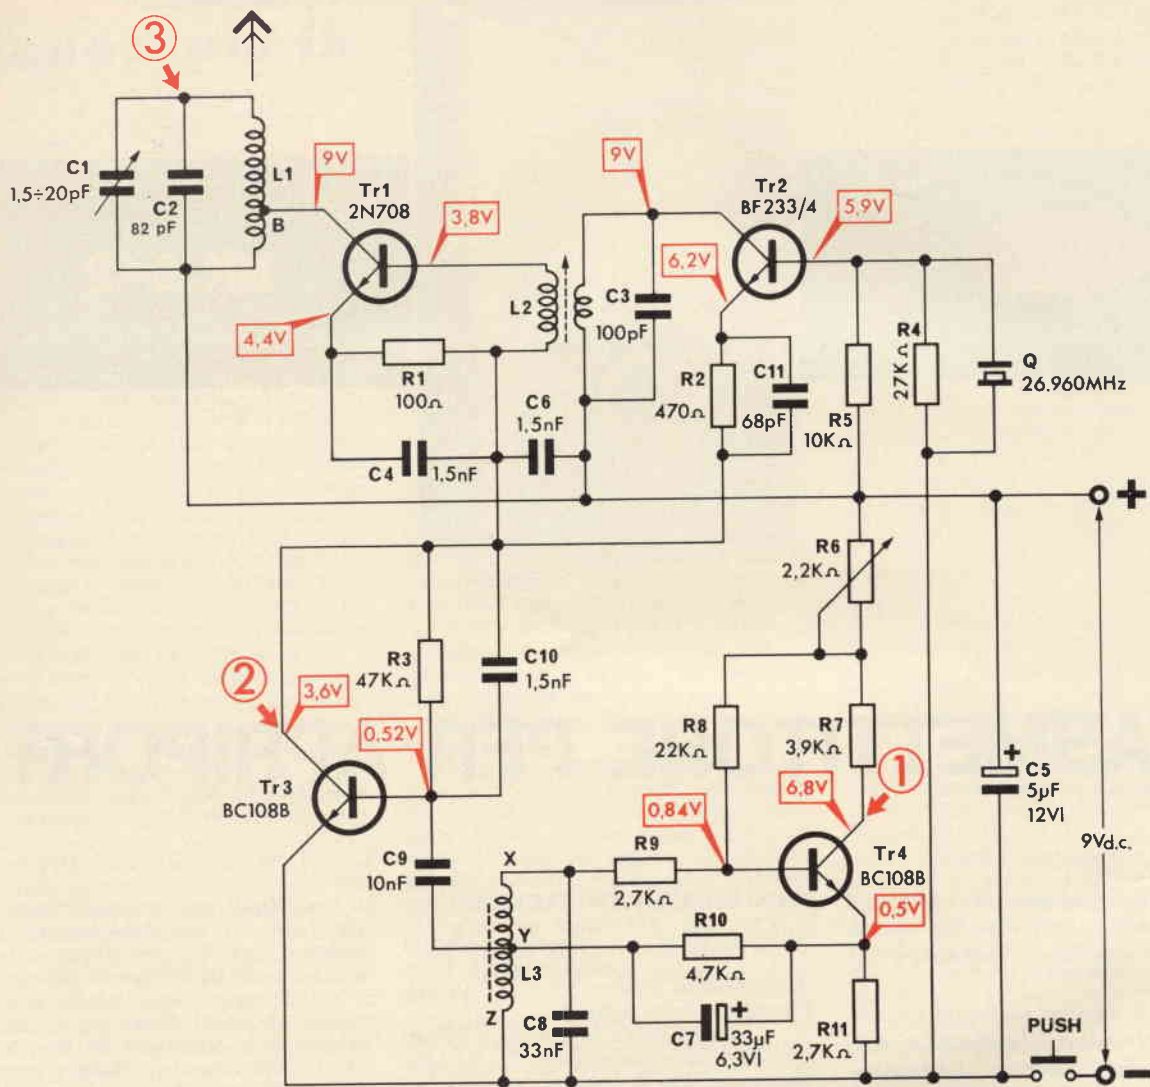 3
C1
1,5÷20pF
C2
82 pF
L1
B
9V
Tr1
2N708
3,8V
4,4V
R1
100Ω
C4
1,5nF
C6
1,5nF
L2
C3
100pF
9V
Tr2
BF233/4
5,9V
6,2V
R2
470Ω
C11
68pF
R5
10KΩ
R4
27KΩ
Q
26.960MHz
+
R6
2,2KΩ
2
3,6V
R3
47KΩ
C10
1,5nF
0,52V
Tr3
BC108B
R8
22KΩ
R7
3,9KΩ
1
6,8V
0,84V
Tr4
BC108B
0,5V
+
C5
5µF
12Vl
9Vd.c.
C9
10nF
X
Y
Z
L3
R9
2,7KΩ
R10
4,7KΩ
C8
33nF
C7
+
33µF
6,3Vl
R11
2,7KΩ
PUSH
−